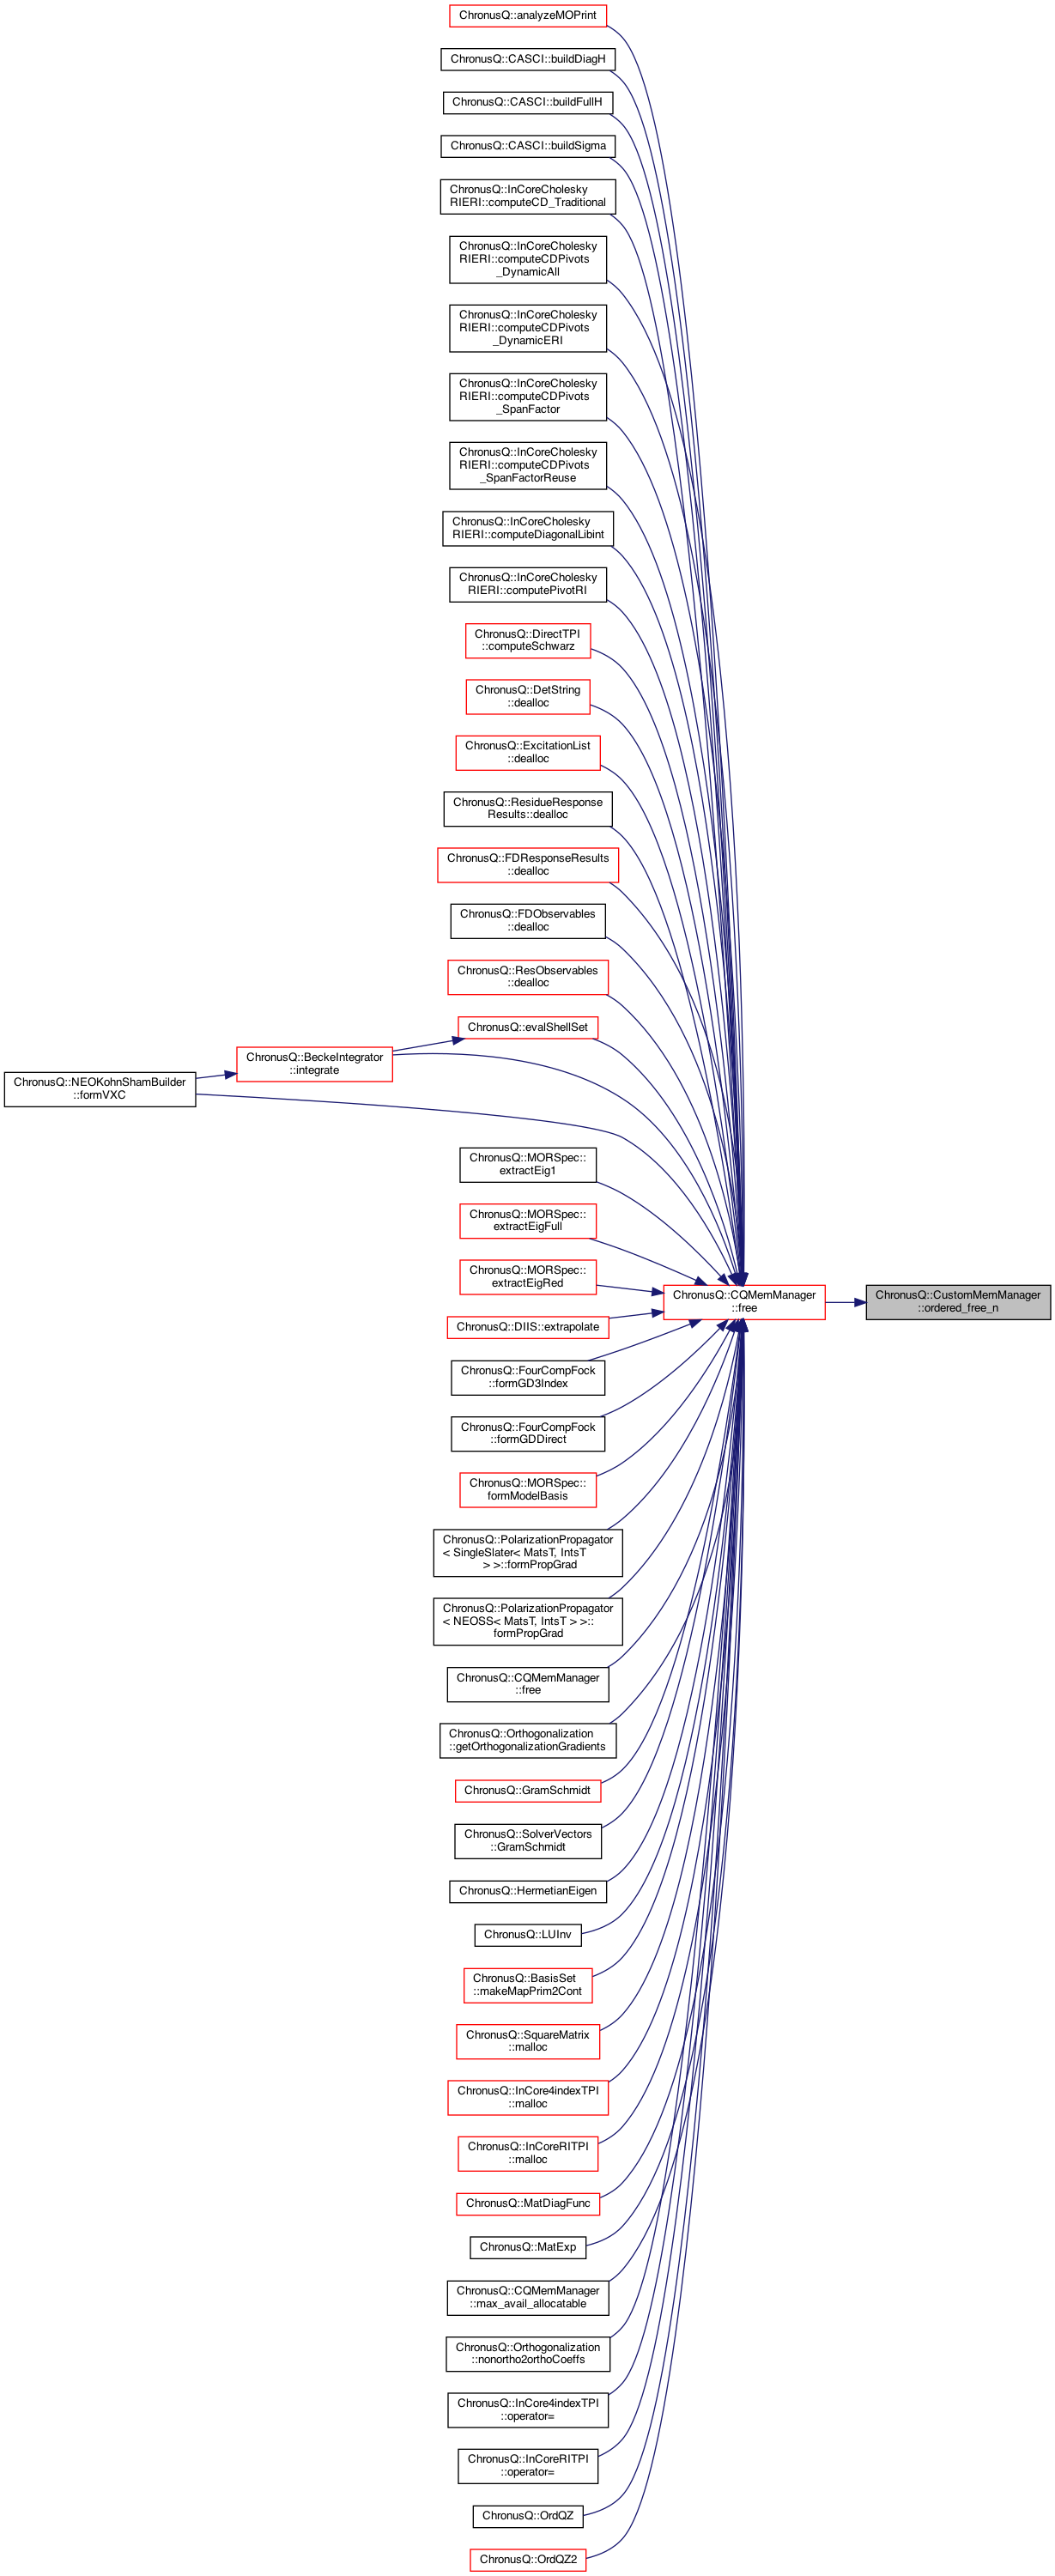 ChronusQ::analyzeMOPrint
ChronusQ::CASCI::buildDiagH
ChronusQ::CASCI::buildFullH
ChronusQ::CASCI::buildSigma
ChronusQ::InCoreCholesky
RIERI::computeCD_Traditional
ChronusQ::InCoreCholesky
RIERI::computeCDPivots
_DynamicAll
ChronusQ::InCoreCholesky
RIERI::computeCDPivots
_DynamicERI
ChronusQ::InCoreCholesky
RIERI::computeCDPivots
_SpanFactor
ChronusQ::InCoreCholesky
RIERI::computeCDPivots
_SpanFactorReuse
ChronusQ::InCoreCholesky
RIERI::computeDiagonalLibint
ChronusQ::InCoreCholesky
RIERI::computePivotRI
ChronusQ::DirectTPI
::computeSchwarz
ChronusQ::DetString
::dealloc
ChronusQ::ExcitationList
::dealloc
ChronusQ::ResidueResponse
Results::dealloc
ChronusQ::FDResponseResults
::dealloc
ChronusQ::FDObservables
::dealloc
ChronusQ::ResObservables
::dealloc
ChronusQ::evalShellSet
ChronusQ::BeckeIntegrator
::integrate
ChronusQ::NEOKohnShamBuilder
::formVXC
ChronusQ::MORSpec::
extractEig1
ChronusQ::MORSpec::
extractEigFull
ChronusQ::MORSpec::
extractEigRed
ChronusQ::CQMemManager
::free
ChronusQ::CustomMemManager
::ordered_free_n
ChronusQ::DIIS::extrapolate
ChronusQ::FourCompFock
::formGD3Index
ChronusQ::FourCompFock
::formGDDirect
ChronusQ::MORSpec::
formModelBasis
ChronusQ::PolarizationPropagator
< SingleSlater< MatsT, IntsT
> >::formPropGrad
ChronusQ::PolarizationPropagator
< NEOSS< MatsT, IntsT > >::
formPropGrad
ChronusQ::CQMemManager
::free
ChronusQ::Orthogonalization
::getOrthogonalizationGradients
ChronusQ::GramSchmidt
ChronusQ::SolverVectors
::GramSchmidt
ChronusQ::HermetianEigen
ChronusQ::LUInv
ChronusQ::BasisSet
::makeMapPrim2Cont
ChronusQ::SquareMatrix
::malloc
ChronusQ::InCore4indexTPI
::malloc
ChronusQ::InCoreRITPI
::malloc
ChronusQ::MatDiagFunc
ChronusQ::MatExp
ChronusQ::CQMemManager
::max_avail_allocatable
ChronusQ::Orthogonalization
::nonortho2orthoCoeffs
ChronusQ::InCore4indexTPI
::operator=
ChronusQ::InCoreRITPI
::operator=
ChronusQ::OrdQZ
ChronusQ::OrdQZ2